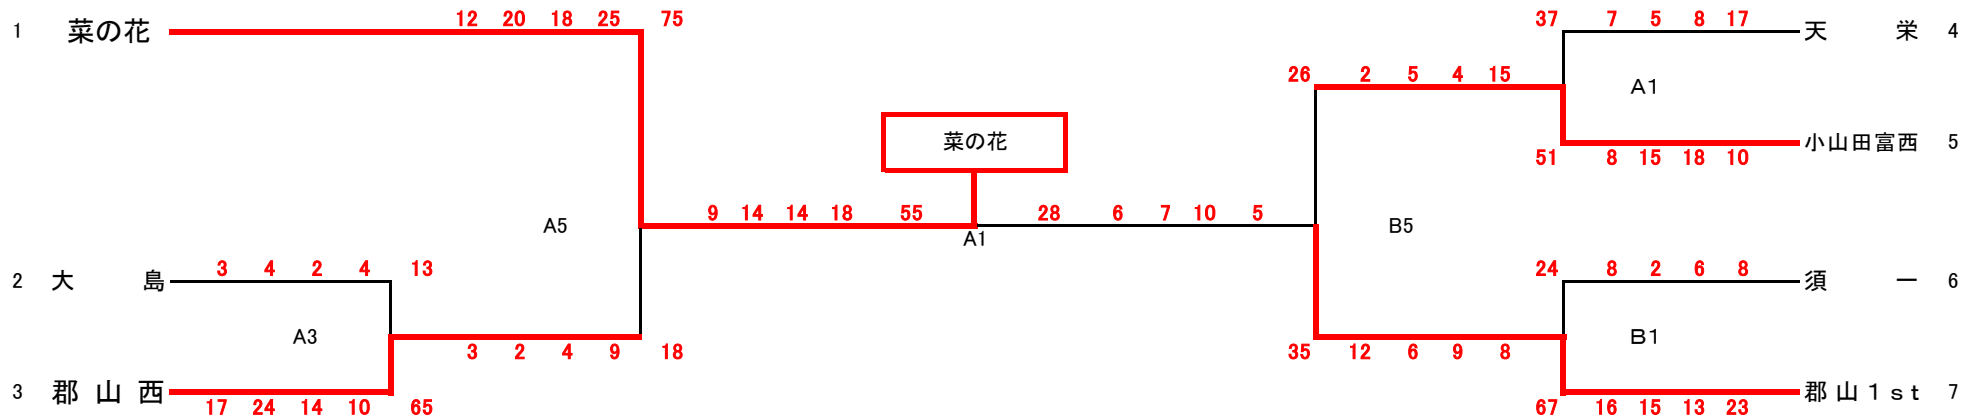 12 20 18 25 75
37 7 5 8 17
1 菜の花
天 栄 4
26 2 5 4 15
A1
菜の花
小山田富西 5
51 8 15 18 10
9 14 14 18 55
28 6 7 10 5
A5
A1
B5
3 4 2 4 13
24 8 2 6 8
2 大 島
須 一 6
A3
B1
3 2 4 9 18
35 12 6 9 8
3 郡山西
郡山1st 7
17 24 14 10 65
67 16 15 13 23